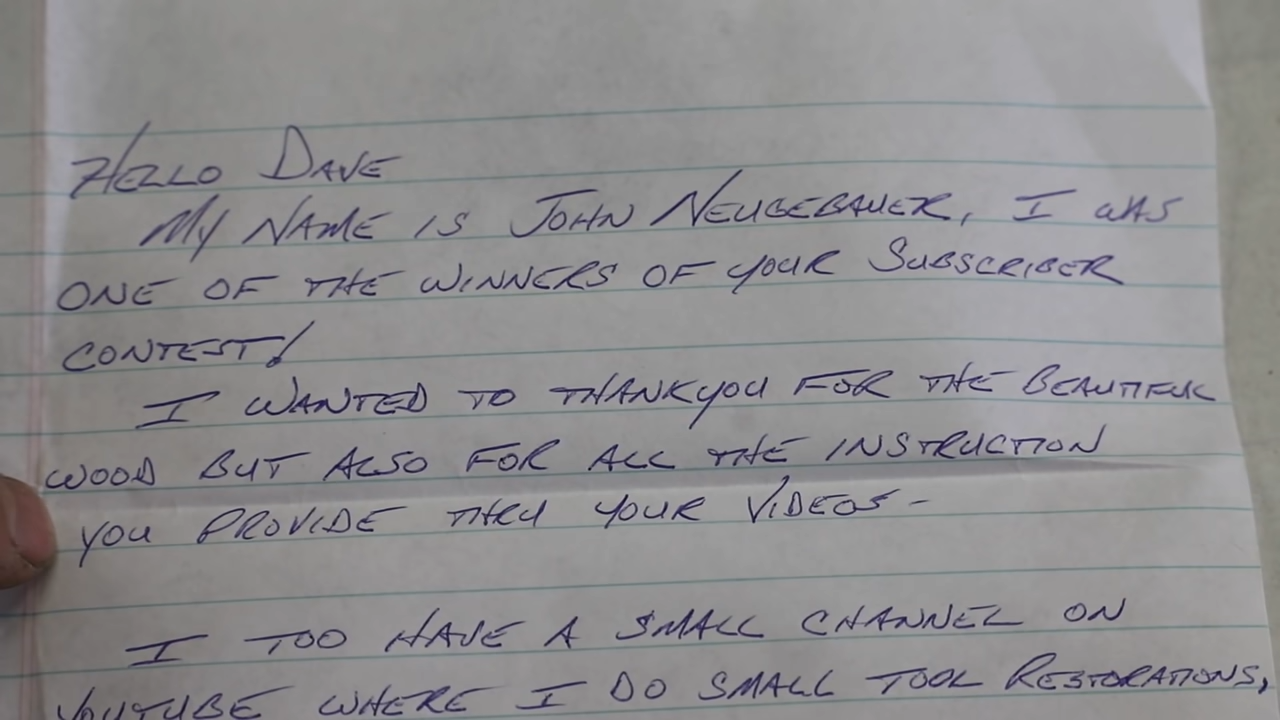 HELLO DAVE
MY NAME IS JOHN NEUGEBAUER, I WAS
ONE OF THE WINNERS OF YOUR SUBSCRIBER
CONTEST!
I WANTED TO THANKYOU FOR THE BEAUTIFUL
WOOD BUT ALSO FOR ALL THE INSTRUCTION
YOU PROVIDE THRU YOUR VIDEOS-
I TOO HAVE A SMALL CHANNEL ON
YOUTUBE WHERE I DO SMALL TOOL RESTORATIONS,